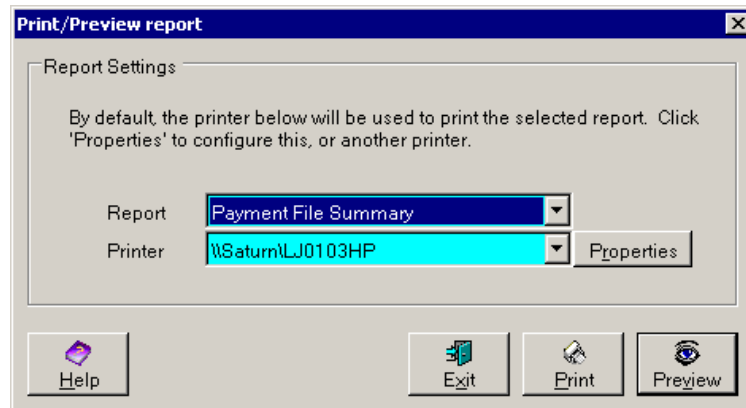 Print/Preview report
Report Settings
By default, the printer below will be used to print the selected report. Click
'Properties' to configure this, or another printer.
Report Payment File Summary
Printer \\Saturn\LJ0103HP Properties
Help Exit Print Preview